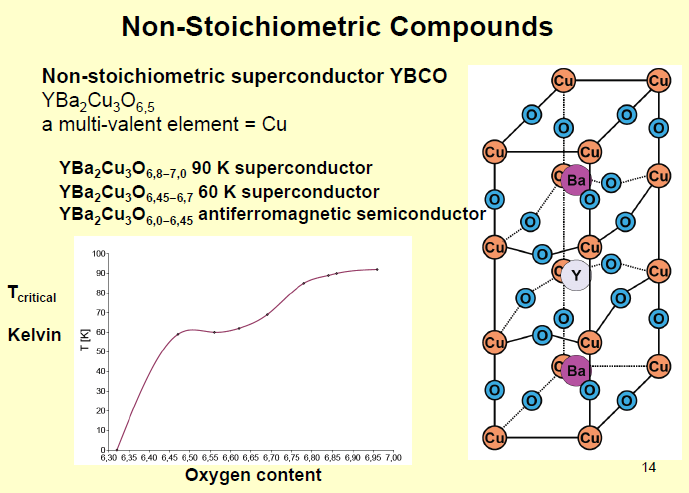 Non-Stoichiometric Compounds
Non-stoichiometric superconductor YBCO
YBa2Cu3O6,5
a multi-valent element = Cu
YBa2Cu3O6,8–7,0 90 K superconductor
YBa2Cu3O6,45–6,7 60 K superconductor
YBa2Cu3O6,0–6,45 antiferromagnetic semiconductor
Tcritical
Kelvin
T [K]
100
90
80
70
60
50
40
30
20
10
0
6,30 6,35 6,40 6,45 6,50 6,55 6,60 6,65 6,70 6,75 6,80 6,85 6,90 6,95 7,00
Oxygen content
Cu Cu
O O
O O
Cu Cu
C Ba O Cu
O O
O O
Cu O Cu
C Y O Cu
O O
O O
Cu O Cu
C Ba Cu
O O
O O
Cu Cu
14